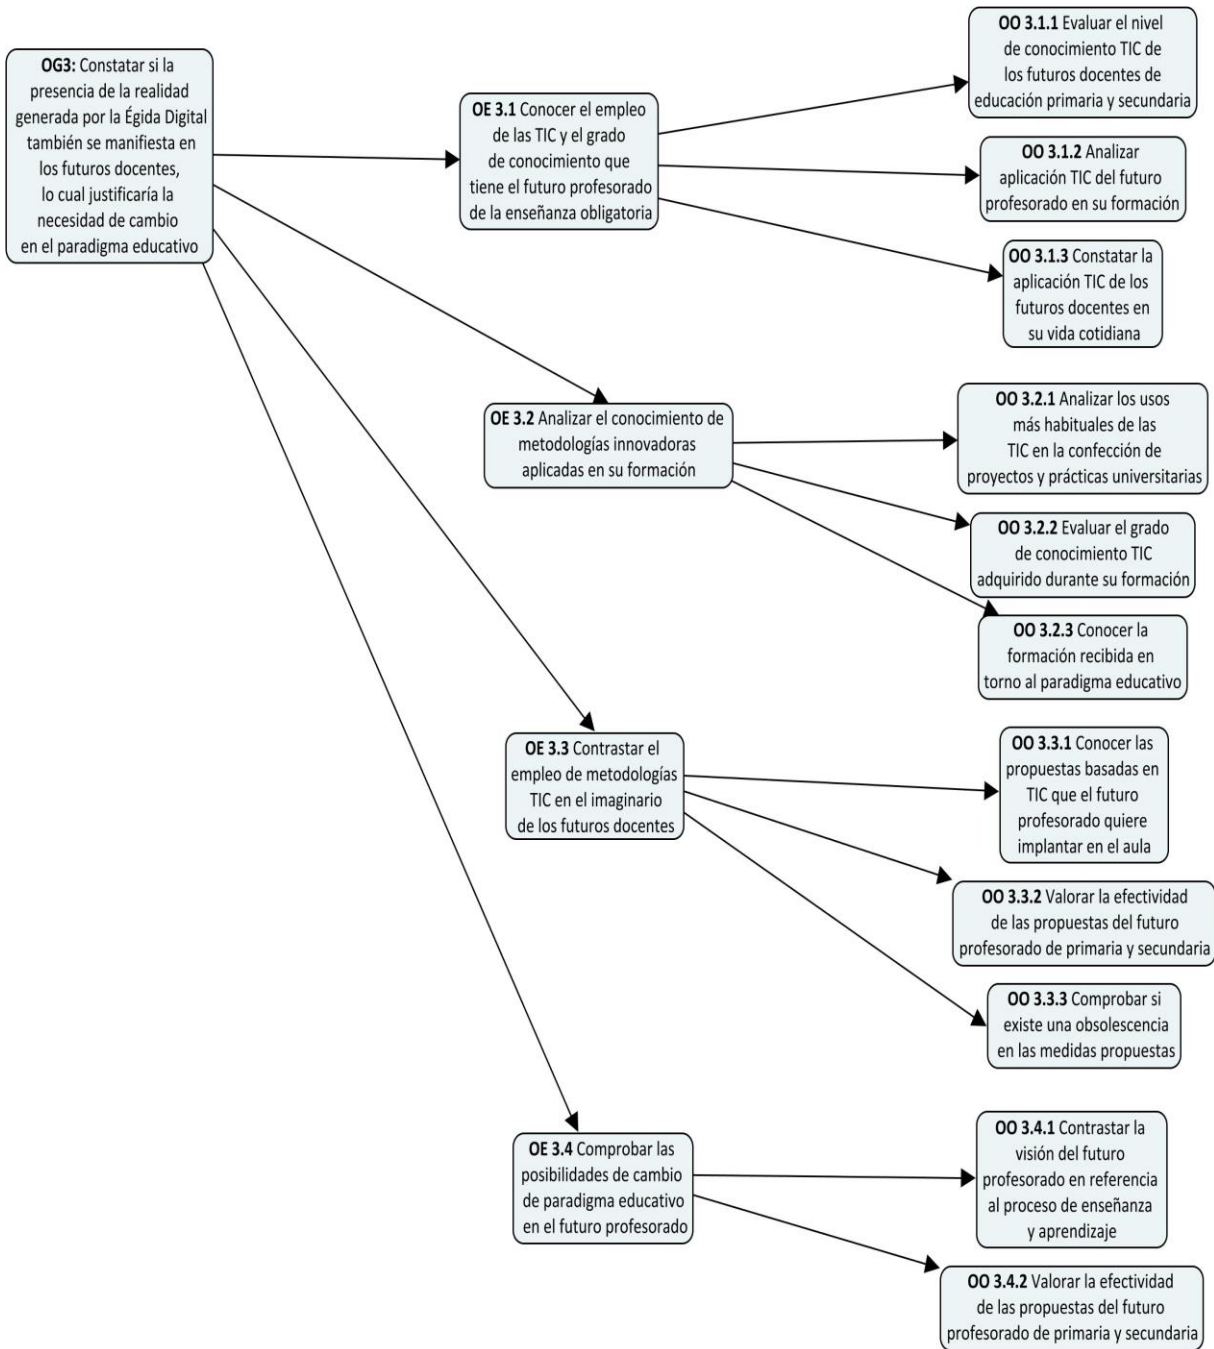 OG3: Constatar si la
presencia de la realidad
generada por la Égida Digital
también se manifiesta en
los futuros docentes,
lo cual justificaría la
necesidad de cambio
en el paradigma educativo
OE 3.1 Conocer el empleo
de las TIC y el grado
de conocimiento que
tiene el futuro profesorado
de la enseñanza obligatoria
OO 3.1.1 Evaluar el nivel
de conocimiento TIC de
los futuros docentes de
educación primaria y secundaria
OO 3.1.2 Analizar
aplicación TIC del futuro
profesorado en su formación
OO 3.1.3 Constatar la
aplicación TIC de los
futuros docentes en
su vida cotidiana
OE 3.2 Analizar el conocimiento de
metodologías innovadoras
aplicadas en su formación
OO 3.2.1 Analizar los usos
más habituales de las
TIC en la confección de
proyectos y prácticas universitarias
OO 3.2.2 Evaluar el grado
de conocimiento TIC
adquirido durante su formación
OO 3.2.3 Conocer la
formación recibida en
torno al paradigma educativo
OE 3.3 Contrastar el
empleo de metodologías
TIC en el imaginario
de los futuros docentes
OO 3.3.1 Conocer las
propuestas basadas en
TIC que el futuro
profesorado quiere
implantar en el aula
OO 3.3.2 Valorar la efectividad
de las propuestas del futuro
profesorado de primaria y secundaria
OO 3.3.3 Comprobar si
existe una obsolescencia
en las medidas propuestas
OE 3.4 Comprobar las
posibilidades de cambio
de paradigma educativo
en el futuro profesorado
OO 3.4.1 Contrastar la
visión del futuro
profesorado en referencia
al proceso de enseñanza
y aprendizaje
OO 3.4.2 Valorar la efectividad
de las propuestas del futuro
profesorado de primaria y secundaria